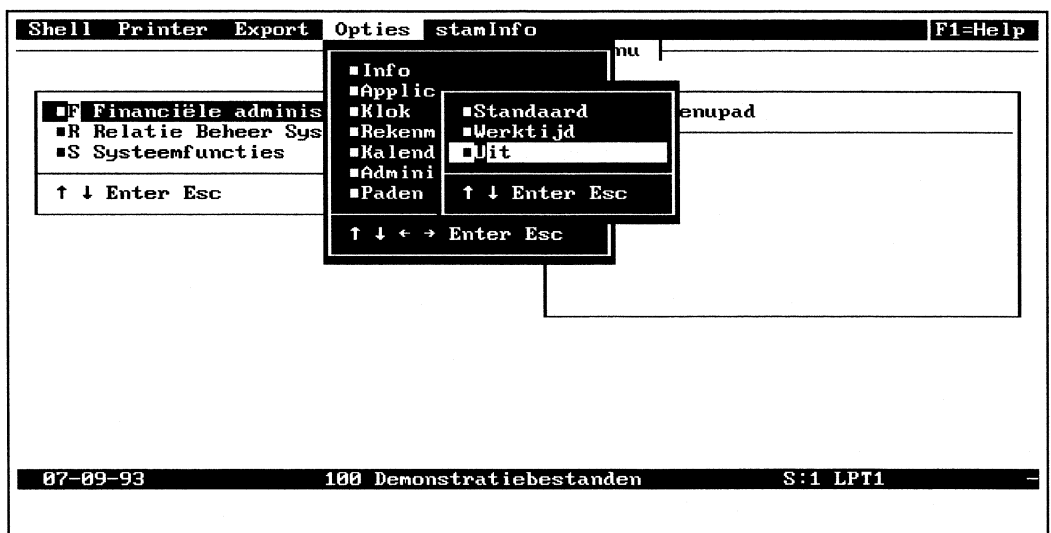 Shell Printer Export Opties stamInfo F1=Help
nu
■Info
■Applic
■Klok
■Rekenm
■Kalend
■Admini
■Paden
↑ ↓ ← → Enter Esc
■Standaard
■Werktijd
■Uit
↑ ↓ Enter Esc
■F Financiële adminis
■R Relatie Beheer Sys
■S Systeemfuncties
↑ ↓ Enter Esc
enupad
07-09-93 100 Demonstratiebestanden S:1 LPT1 –